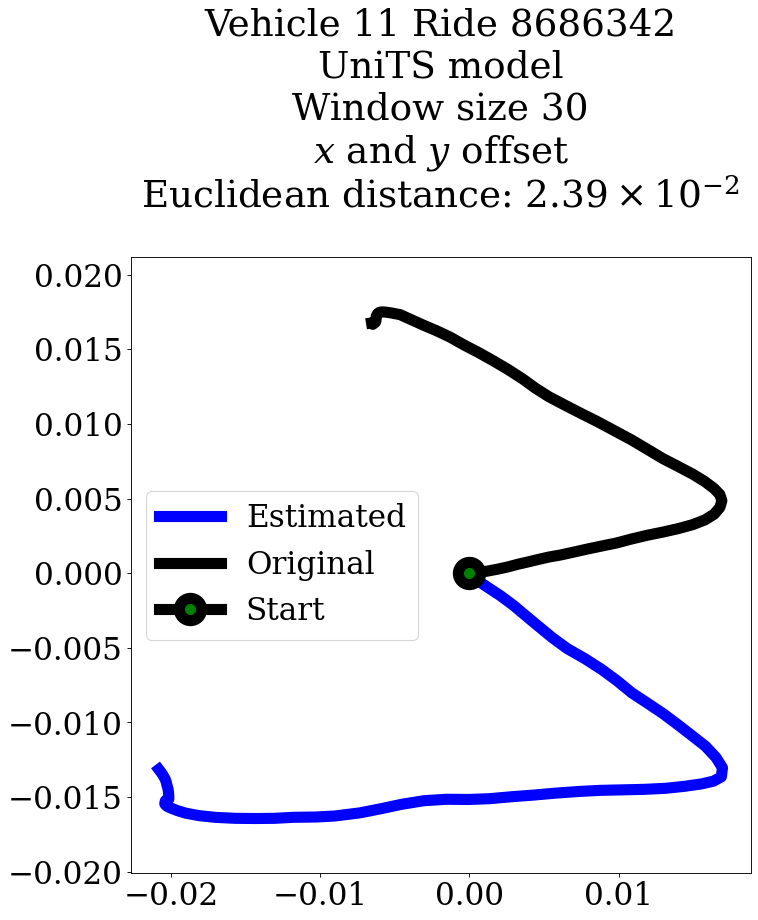 Vehicle 11 Ride 8686342
UniTS model
Window size 30
x and y offset
Euclidean distance: 2.39 × 10⁻²
0.020
0.015
0.010
0.005
0.000
−0.005
−0.010
−0.015
−0.020
Estimated
Original
Start
−0.02
−0.01
0.00
0.01